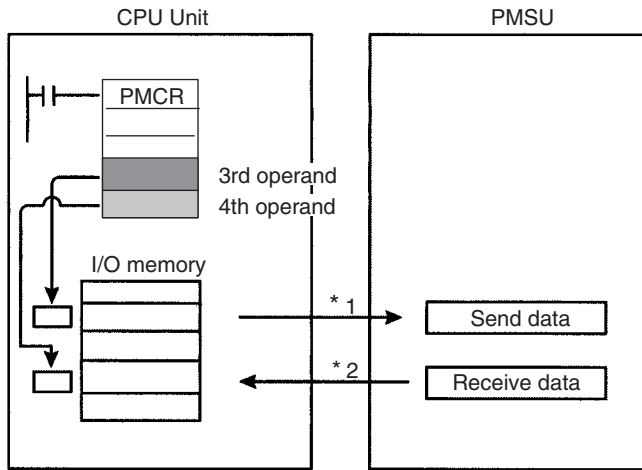 CPU Unit
PMSU
PMCR
3rd operand
4th operand
I/O memory
* 1
Send data
* 2
Receive data